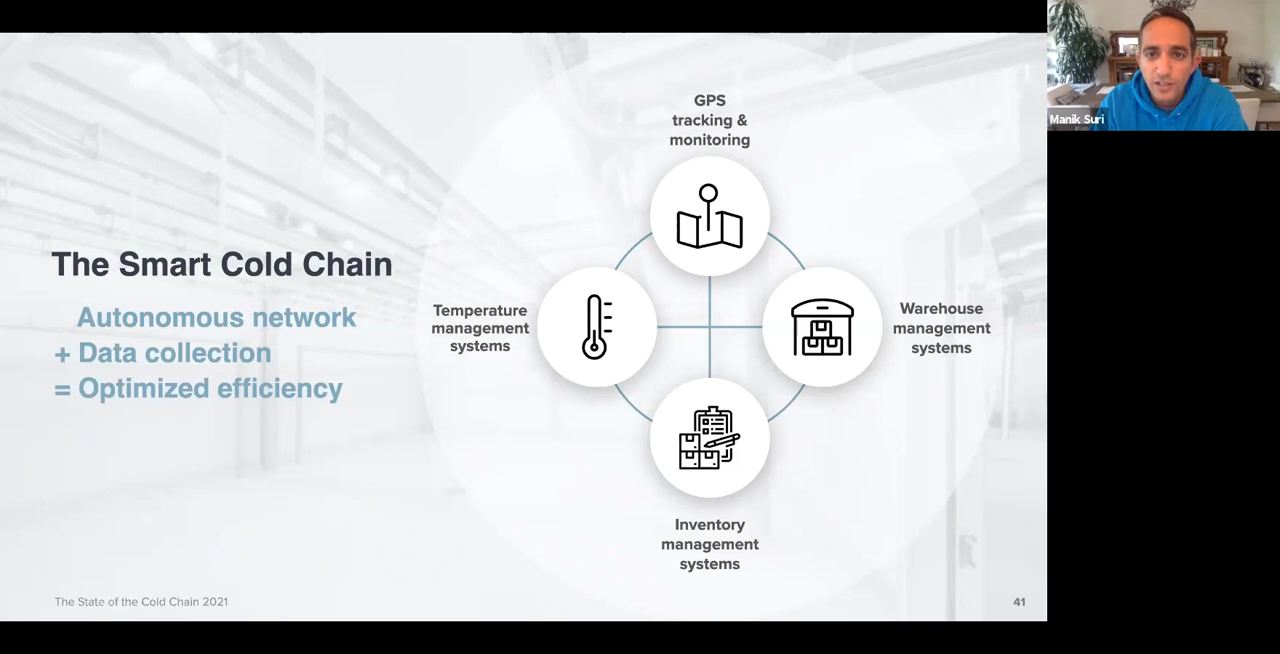 The Smart Cold Chain
Autonomous network
+ Data collection
= Optimized efficiency
GPS
tracking &
monitoring
Temperature
management
systems
Warehouse
management
systems
Inventory
management
systems
The State of the Cold Chain 2021
41
Manik Suri